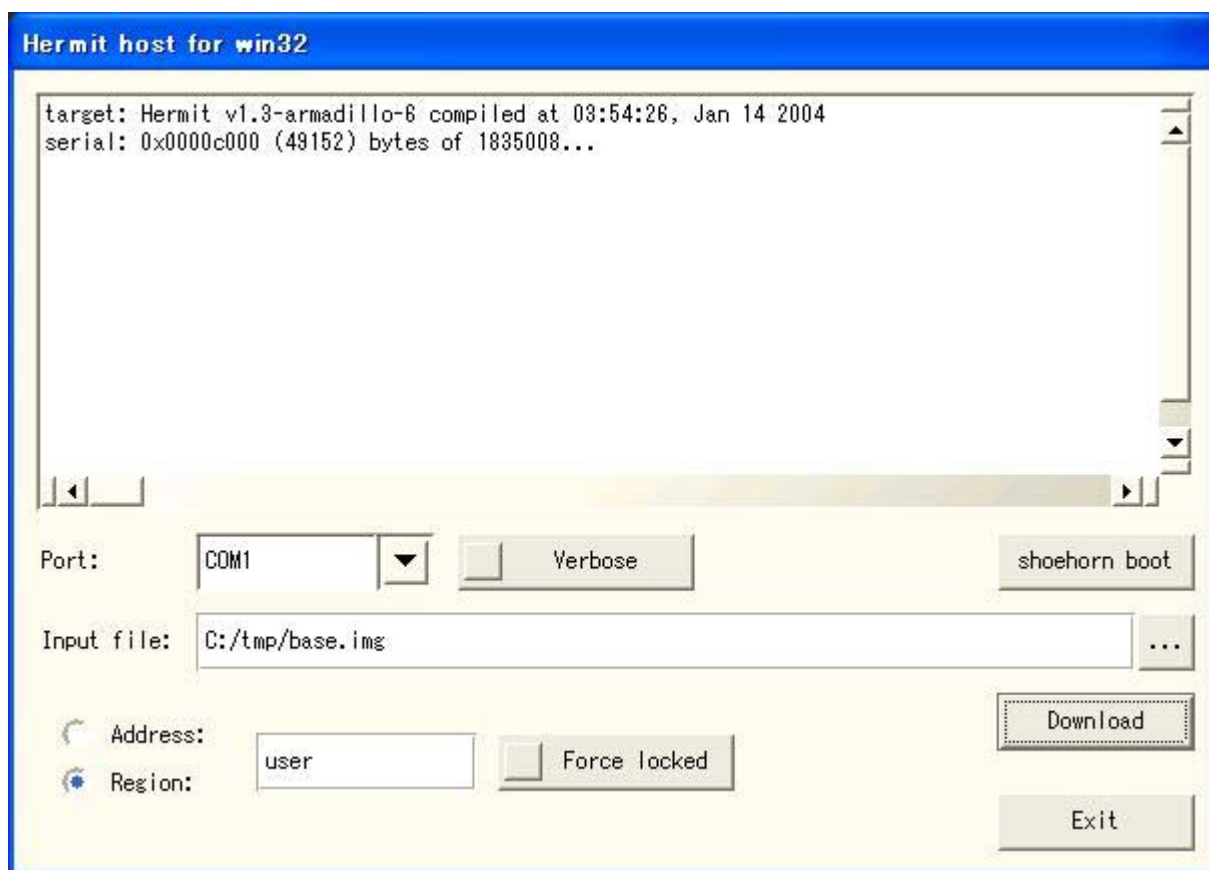 Hermit host for win32
target: Hermit v1.3-armadillo-6 compiled at 03:54:26, Jan 14 2004
serial: 0x0000c000 (49152) bytes of 1835008...
Port: COM1 Verbose shoehorn boot
Input file: C:/tmp/base.img ...
Address:
Region: user Force locked
Download
Exit